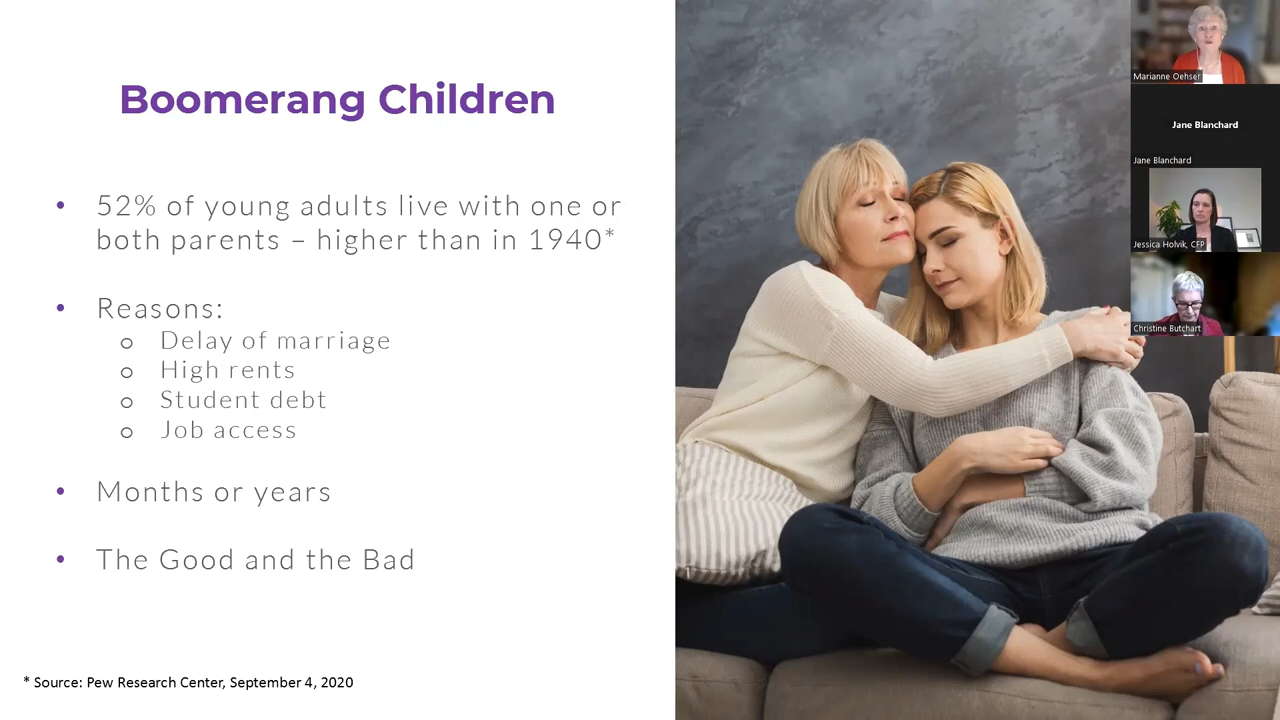 Boomerang Children
• 52% of young adults live with one or
both parents – higher than in 1940*
• Reasons:
o Delay of marriage
o High rents
o Student debt
o Job access
• Months or years
• The Good and the Bad
* Source: Pew Research Center, September 4, 2020
Marianne Oehser
Jane Blanchard
Jane Blanchard
Jessica Holvik, CFP
Christine Butchart